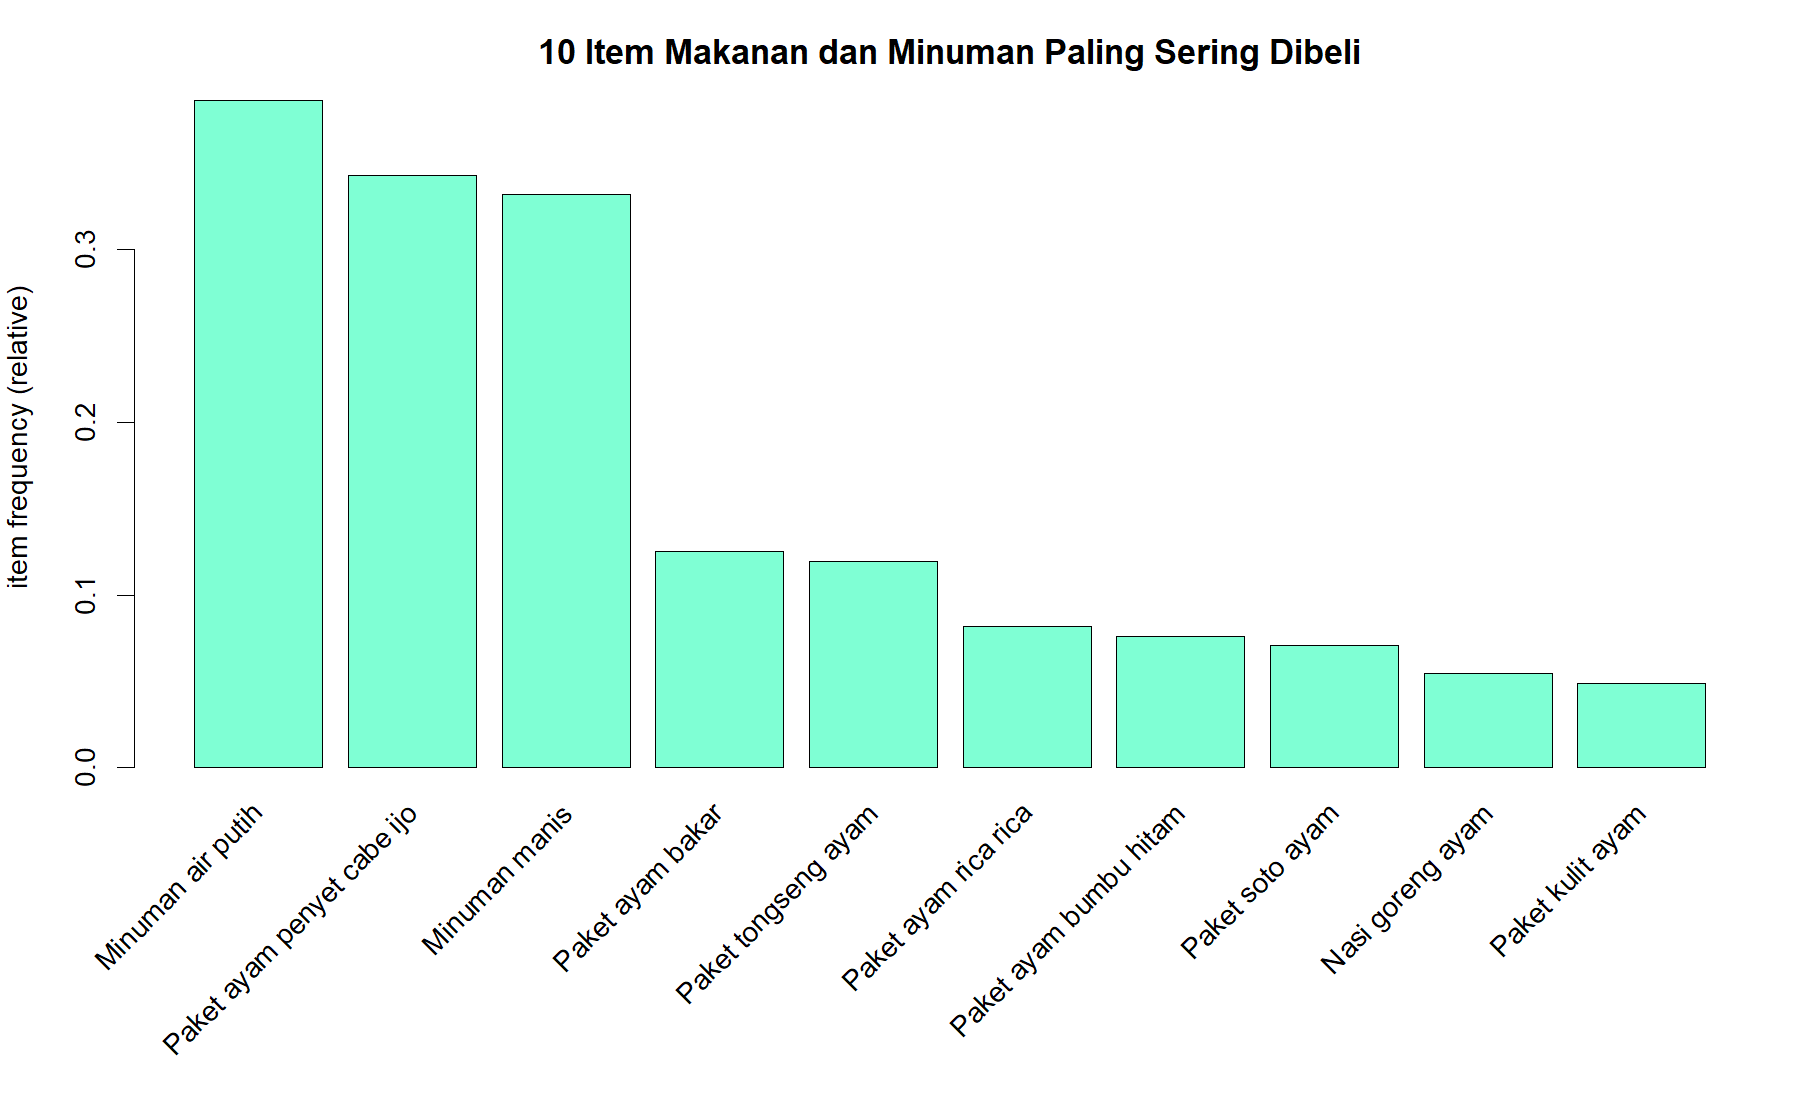 10 Item Makanan dan Minuman Paling Sering Dibeli
item frequency (relative)
0.3
0.2
0.1
0.0
Minuman air putih
Paket ayam penyet cabe ijo
Minuman manis
Paket ayam bakar
Paket tongseng ayam
Paket ayam rica rica
Paket ayam bumbu hitam
Paket soto ayam
Nasi goreng ayam
Paket kulit ayam